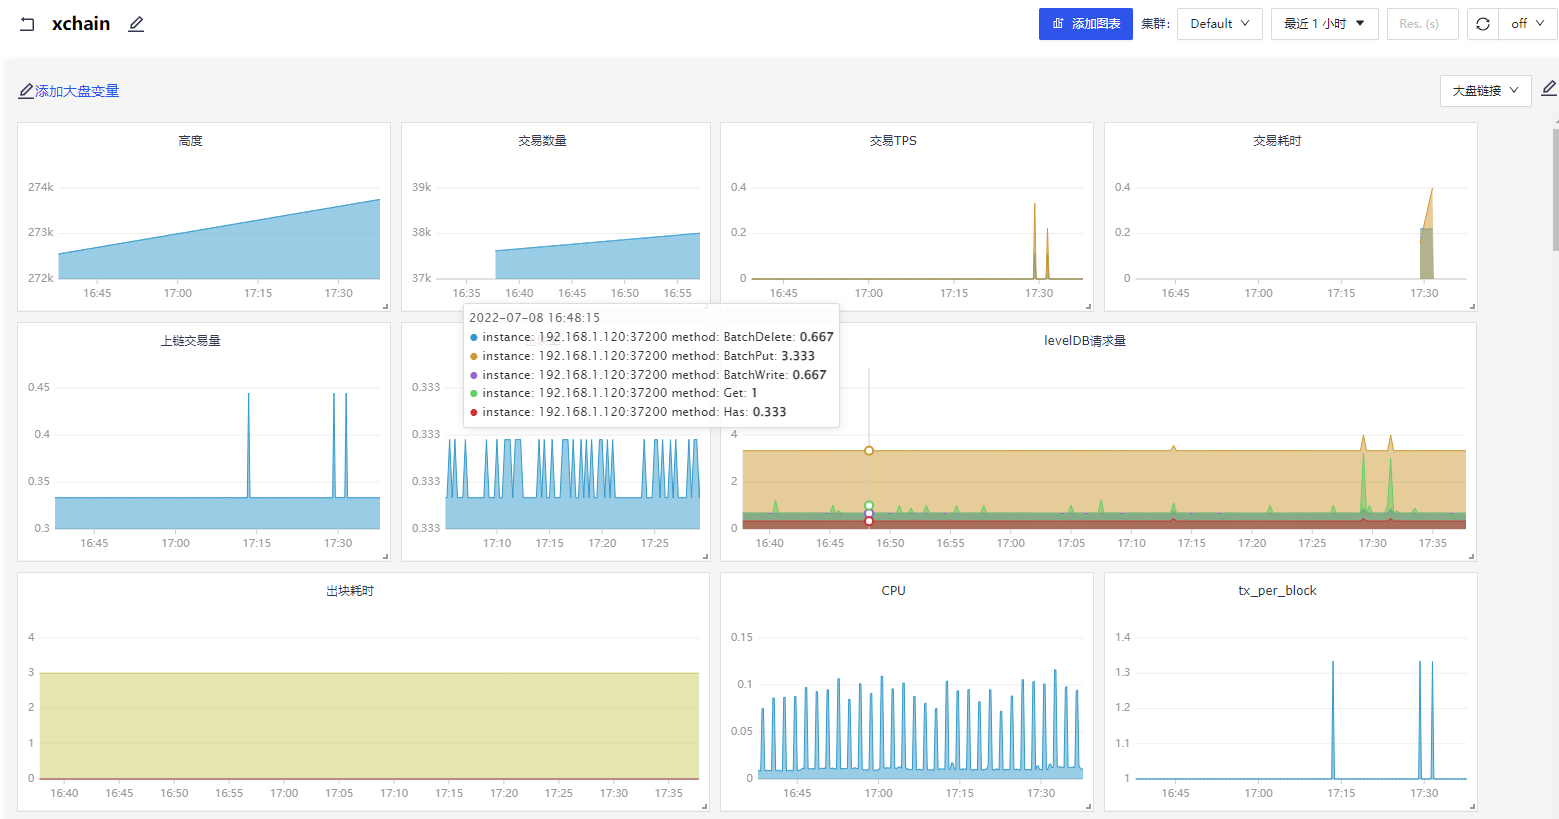 xchain
添加图表 集群: Default 最近 1 小时 Res. (s) off
添加大盘变量
大盘链接
高度
274k
273k
272k
16:45 17:00 17:15 17:30
交易数量
39k
38k
37k
16:35 16:40 16:45 16:50 16:55
交易TPS
0.4
0.2
0
16:45 17:00 17:15 17:30
交易耗时
0.4
0.2
0
16:45 17:00 17:15 17:30
2022-07-08 16:48:15
instance: 192.168.1.120:37200 method: BatchDelete: 0.667
instance: 192.168.1.120:37200 method: BatchPut: 3.333
instance: 192.168.1.120:37200 method: BatchWrite: 0.667
instance: 192.168.1.120:37200 method: Get: 1
instance: 192.168.1.120:37200 method: Has: 0.333
上链交易量
0.45
0.4
0.35
0.3
16:45 17:00 17:15 17:30
0.333
0.333
0.333
0.333
17:10 17:15 17:20 17:25
levelDB请求量
4
2
0
16:40 16:45 16:50 16:55 17:00 17:05 17:10 17:15 17:20 17:25 17:30 17:35
出块耗时
4
3
2
1
0
16:40 16:45 16:50 16:55 17:00 17:05 17:10 17:15 17:20 17:25 17:30 17:35
CPU
0.15
0.1
0.05
0
16:45 17:00 17:15 17:30
tx_per_block
1.4
1.3
1.2
1.1
1
16:45 17:00 17:15 17:30